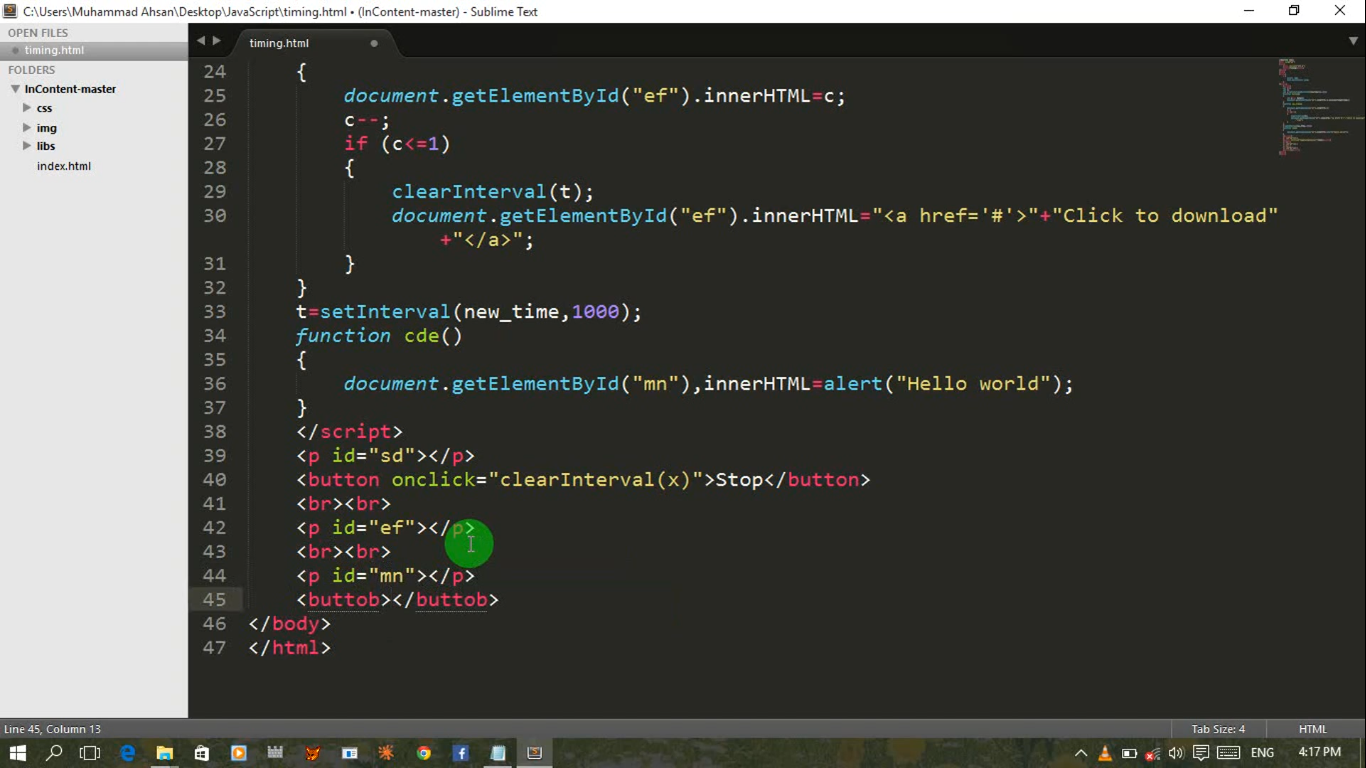 C:\Users\Muhammad Ahsan\Desktop\JavaScript\timing.html • (InContent-master) - Sublime Text
OPEN FILES
timing.html
FOLDERS
InContent-master
css
img
libs
index.html
timing.html
24 {
25 document.getElementById("ef").innerHTML=c;
26 c--;
27 if (c<=1)
28 {
29 clearInterval(t);
30 document.getElementById("ef").innerHTML="<a href='#'>"+"Click to download"
+"</a>";
31 }
32 }
33 t=setInterval(new_time,1000);
34 function cde()
35 {
36 document.getElementById("mn"),innerHTML=alert("Hello world");
37 }
38 </script>
39 <p id="sd"></p>
40 <button onclick="clearInterval(x)">Stop</button>
41 <br><br>
42 <p id="ef"></p>
43 <br><br>
44 <p id="mn"></p>
45 <buttob></buttob>
46 </body>
47 </html>
Line 45, Column 13
Tab Size: 4
HTML
ENG
4:17 PM